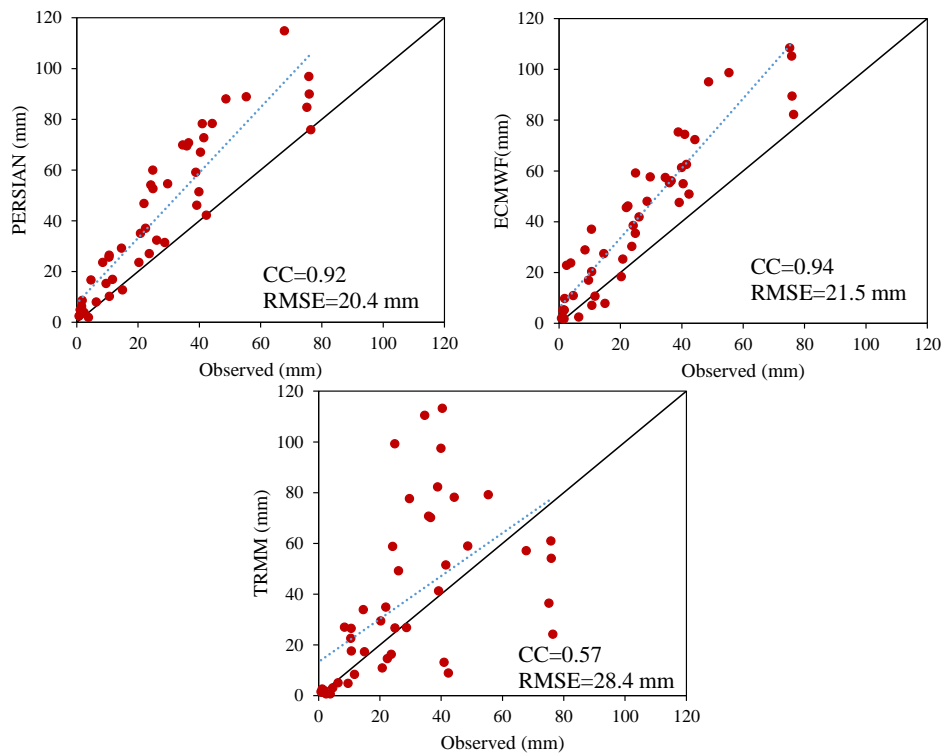 120
100
80
60
40
20
0
PERSIAN (mm)
CC=0.92
RMSE=20.4 mm
0 20 40 60 80 100 120
Observed (mm)
120
100
80
60
40
20
0
ECMWF(mm)
CC=0.94
RMSE=21.5 mm
0 20 40 60 80 100 120
Observed (mm)
120
100
80
60
40
20
0
TRMM (mm)
CC=0.57
RMSE=28.4 mm
0 20 40 60 80 100 120
Observed (mm)